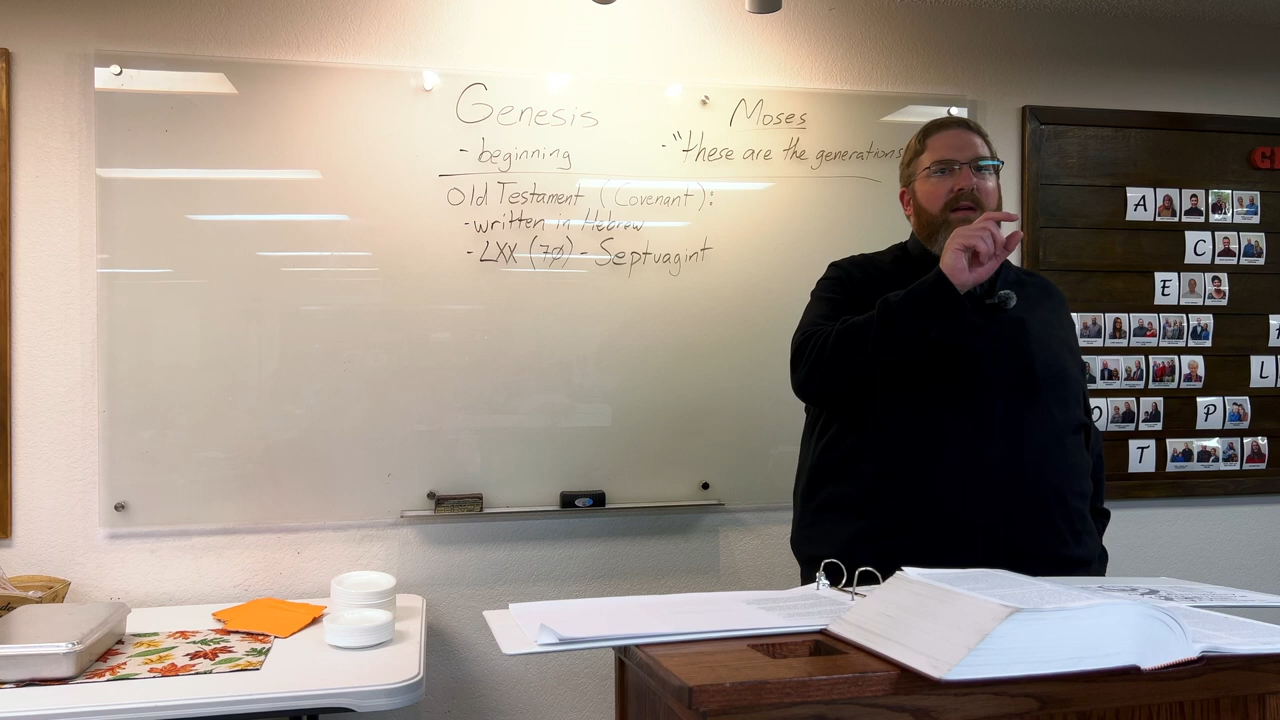 Genesis
- beginning
Moses
- "these are the generations
Old Testament (Covenant):
- written in Hebrew
- LXX (70) - Septuagint
A
C
E
L
P
T